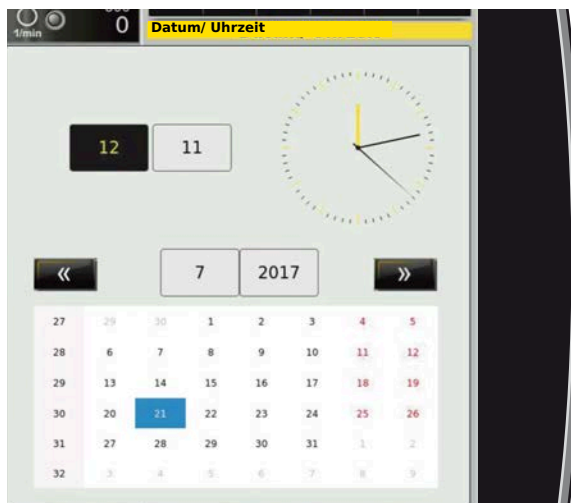 1/min
0
Datum/ Uhrzeit
12 11
« 7 2017 »
27 29 30 1 2 3 4 5
28 6 7 8 9 10 11 12
29 13 14 15 16 17 18 19
30 20 21 22 23 24 25 26
31 27 28 29 30 31 1 2
32 3 4 5 6 7 8 9